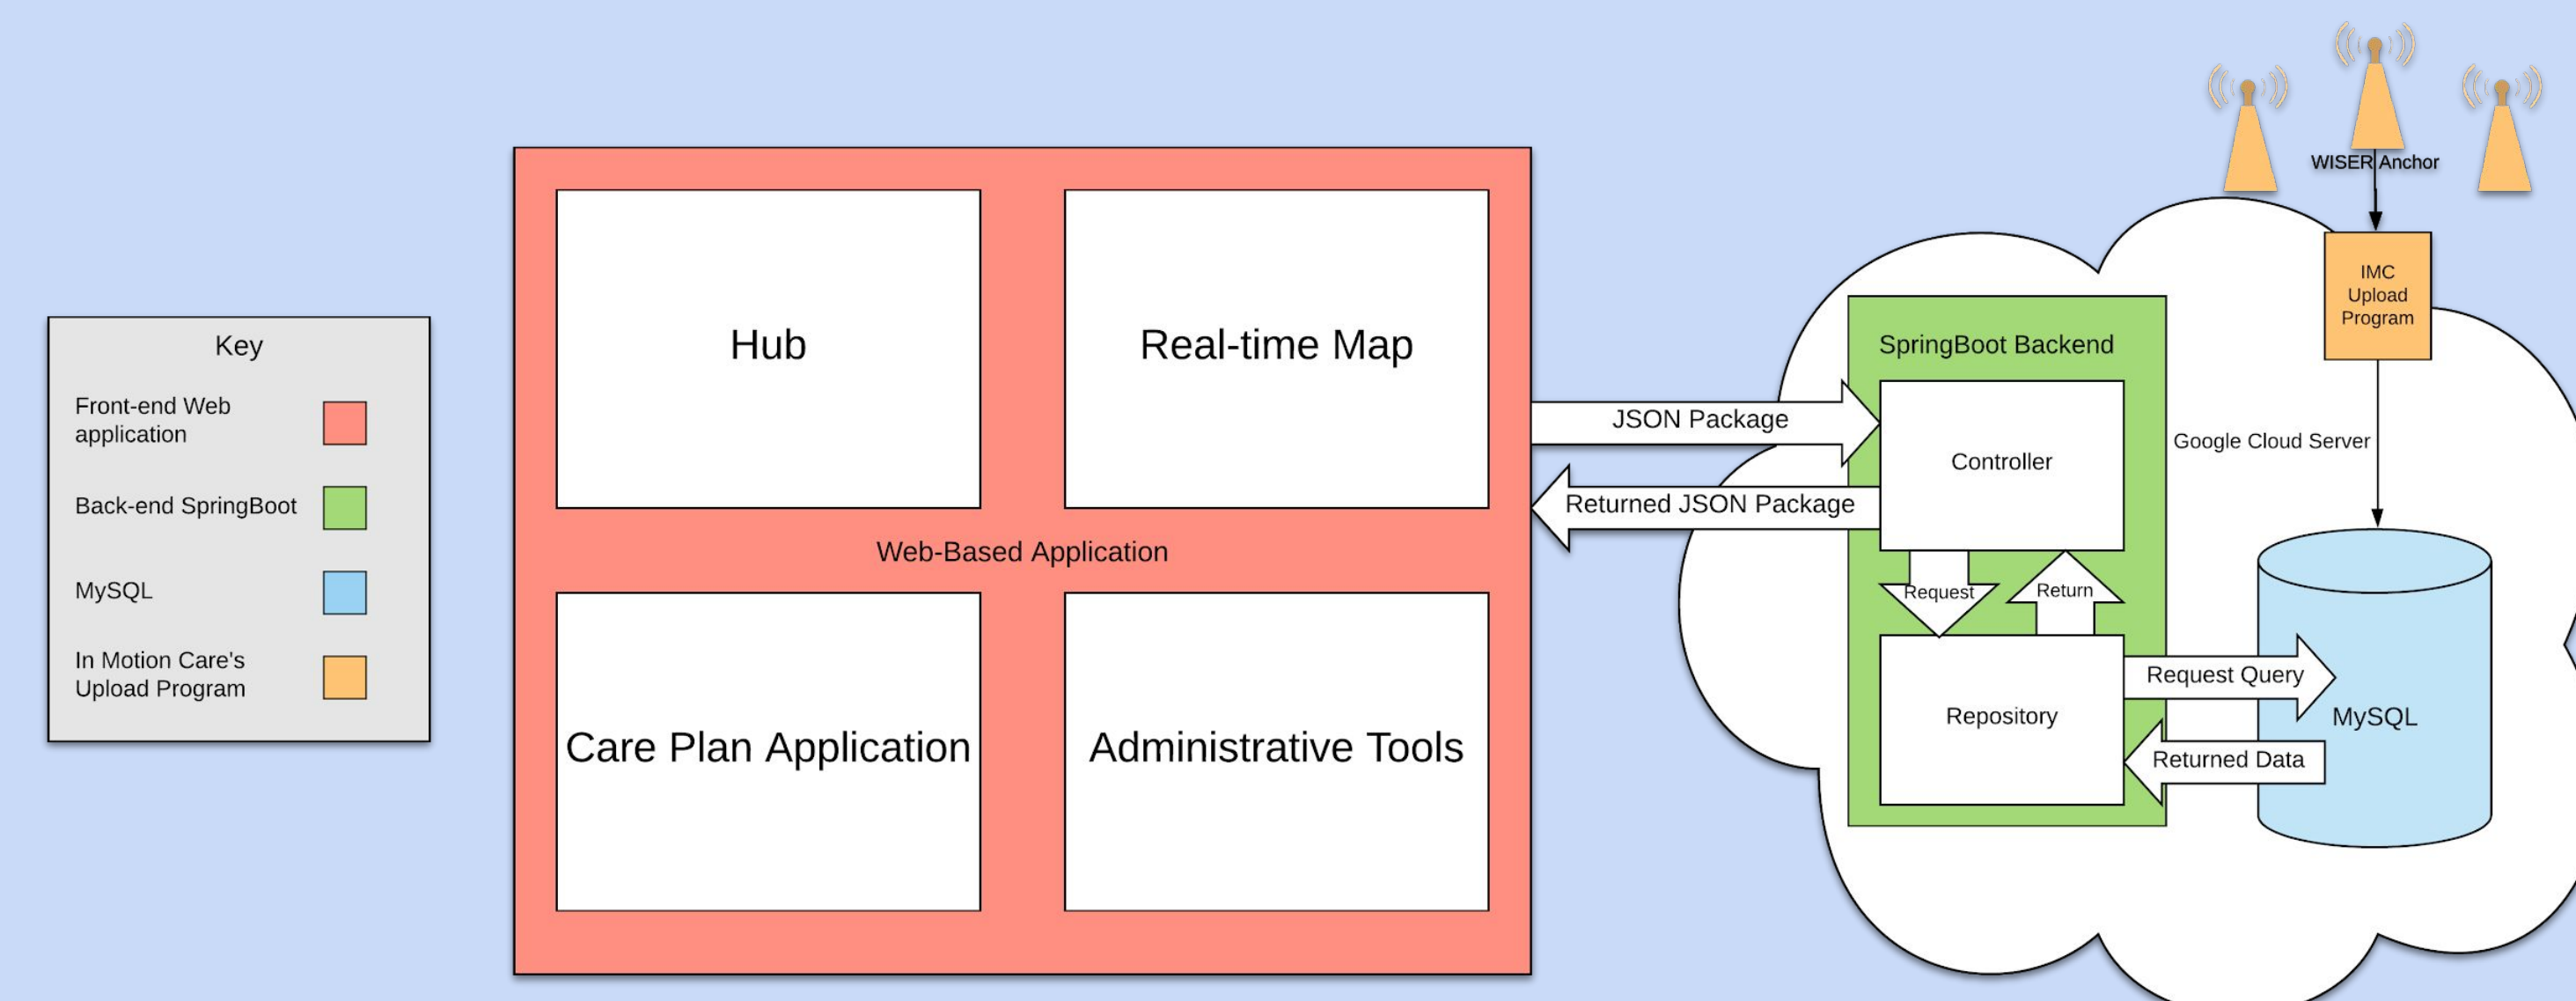 Key
Front-end Web
application
Back-end SpringBoot
MySQL
In Motion Care's
Upload Program
Hub
Real-time Map
Web-Based Application
Care Plan Application
Administrative Tools
JSON Package
Returned JSON Package
WISER Anchor
IMC
Upload
Program
SpringBoot Backend
Controller
Google Cloud Server
Request
Return
Repository
Request Query
MySQL
Returned Data